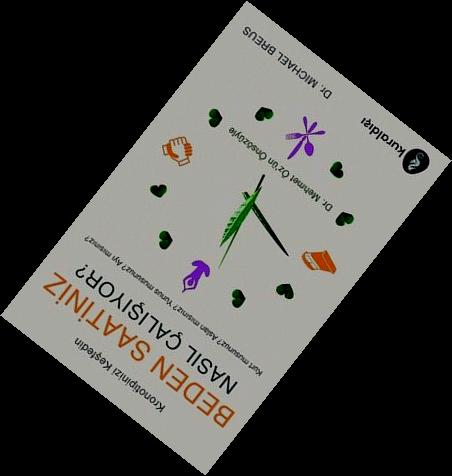 Kronotipinizi Keşfedin
BEDEN SAATİNİZ
NASIL ÇALIŞIYOR?
Kurt musunuz? Aslan mısınız? Yunus musunuz? Ayı mısınız?
Dr. Mehmet Öz'ün Önsözüyle
Dr. MICHAEL BREUS
kuraldışı